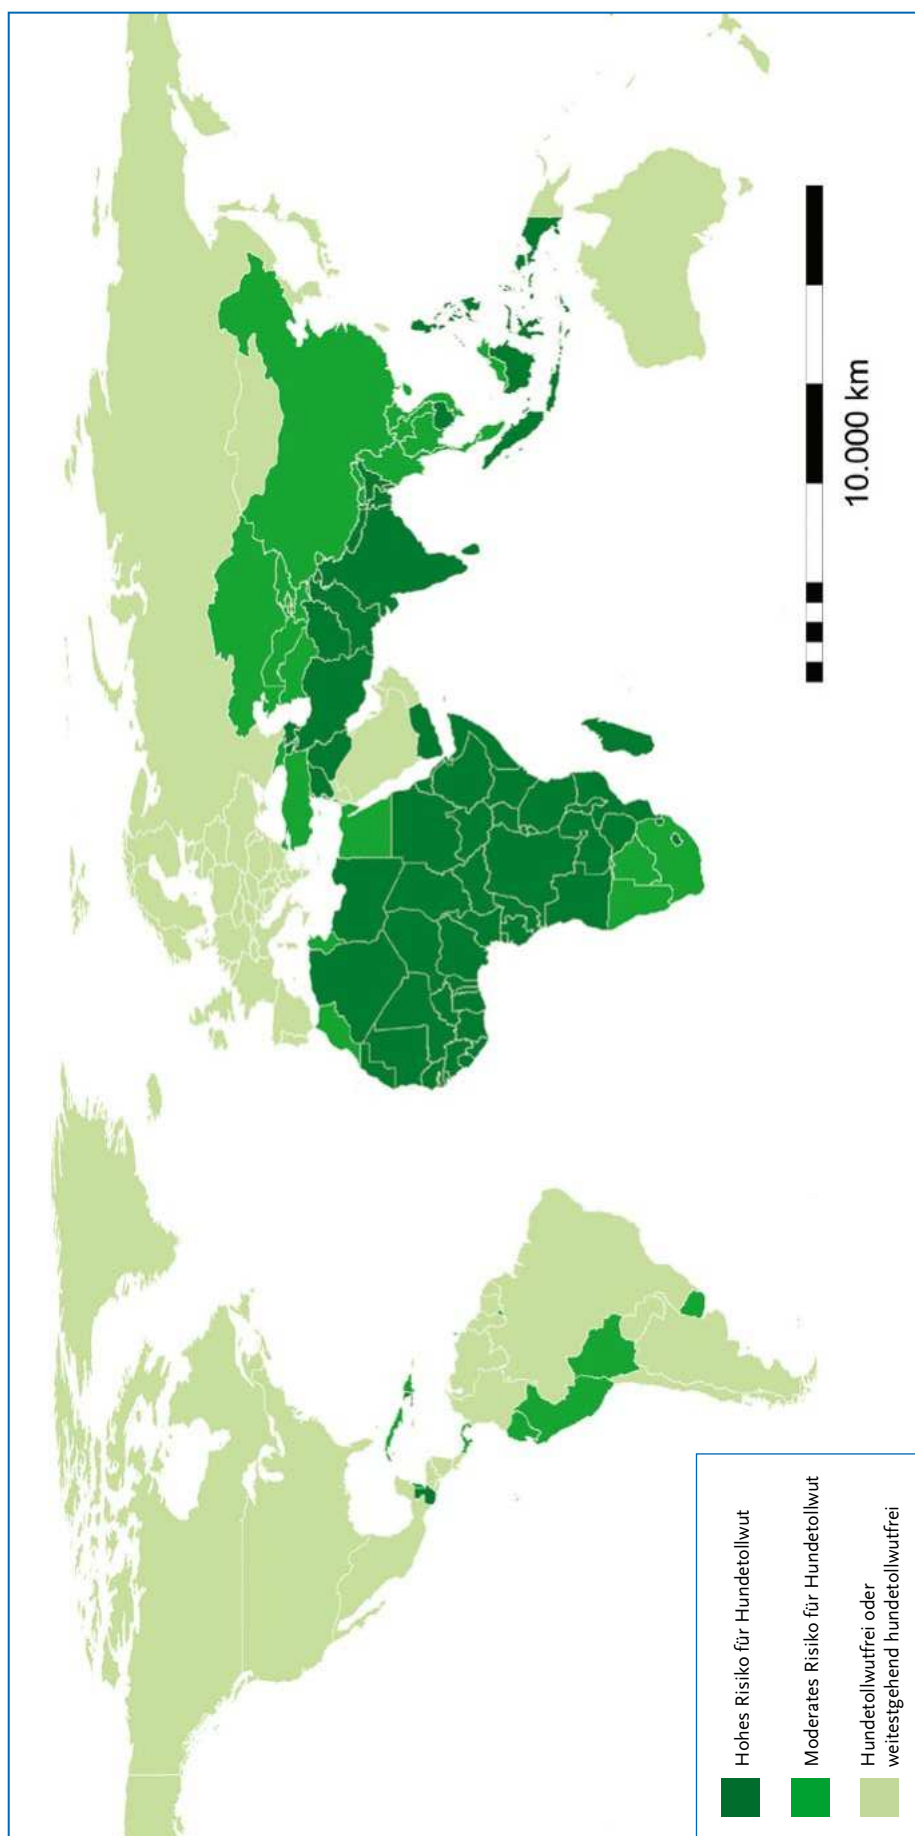 10.000 km
Hohes Risiko für Hundetollwut
Moderates Risiko für Hundetollwut
Hundetollwutfrei oder
weitestgehend hundetollwutfrei